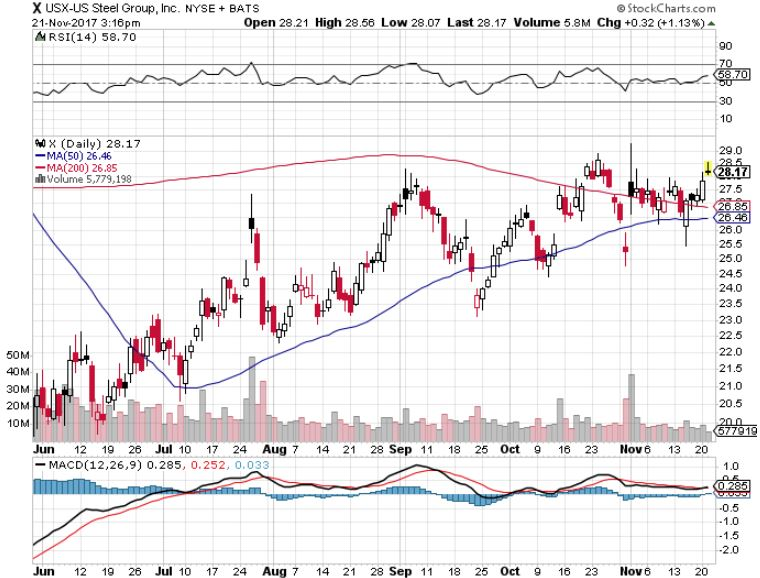 X USX-US Steel Group, Inc. NYSE + BATS © StockCharts.com
21-Nov-2017 3:16pm Open 28.21 High 28.56 Low 28.07 Last 28.17 Volume 5.8M Chg +0.32 (+1.13%)
RSI(14) 58.70
90
70
58.70
50
30
10
X (Daily) 28.17
MA(50) 26.46
MA(200) 26.85
Volume 5,779,198
29.0
28.5
28.17
27.5
26.85
26.46
26.0
25.5
25.0
24.5
24.0
23.5
23.0
22.5
22.0
21.5
21.0
20.5
20.0
50M
40M
30M
20M
10M
577919
Jun 12 19 26 Jul 10 17 24 Aug 7 14 21 28 Sep 11 18 25 Oct 9 16 23 Nov 6 13 20
MACD(12,26,9) 0.285, 0.252, 0.033
1.0
0.5
0.285
-0.5
-1.0
-1.5
-2.0
Jun 12 19 26 Jul 10 17 24 Aug 7 14 21 28 Sep 11 18 25 Oct 9 16 23 Nov 6 13 20